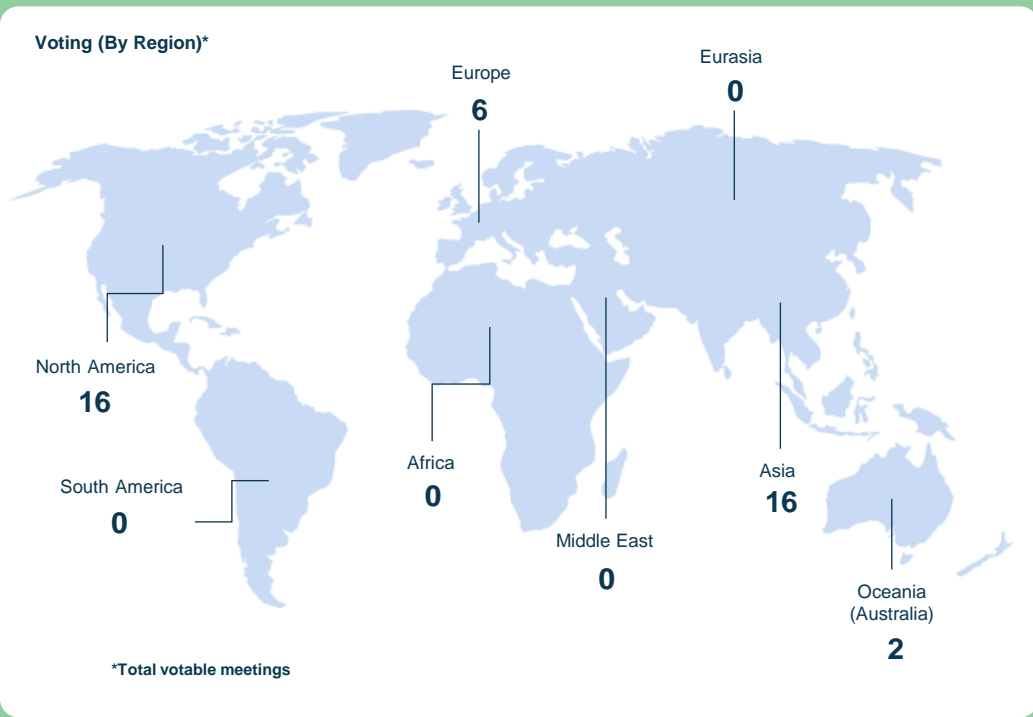 Voting (By Region)*
Eurasia
0
Europe
6
North America
16
South America
0
Africa
0
Middle East
0
Asia
16
Oceania
(Australia)
2
*Total votable meetings